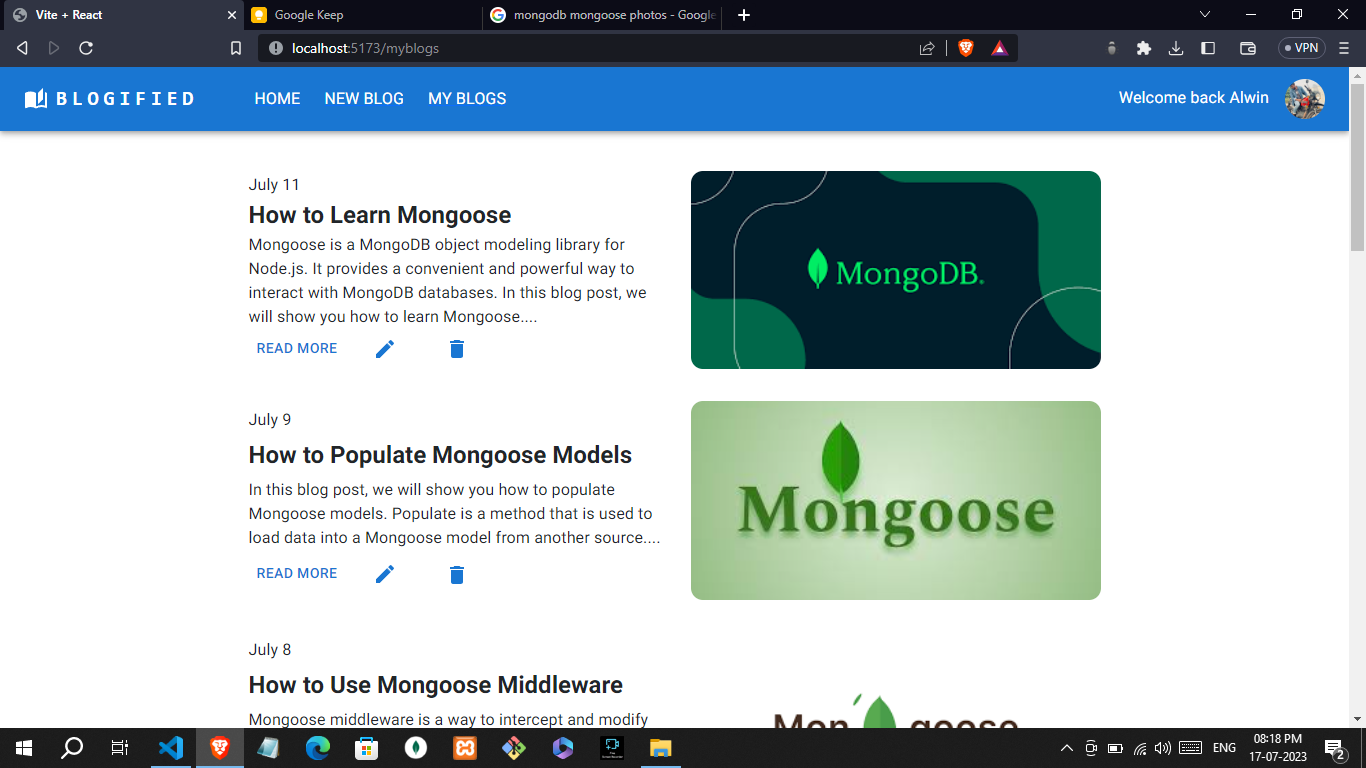 Vite + React
Google Keep
mongodb mongoose photos - Google
localhost:5173/myblogs
VPN
BLOGIFIED
HOME
NEW BLOG
MY BLOGS
Welcome back Alwin
July 11
How to Learn Mongoose
Mongoose is a MongoDB object modeling library for
Node.js. It provides a convenient and powerful way to
interact with MongoDB databases. In this blog post, we
will show you how to learn Mongoose....
READ MORE
MongoDB.
July 9
How to Populate Mongoose Models
In this blog post, we will show you how to populate
Mongoose models. Populate is a method that is used to
load data into a Mongoose model from another source....
READ MORE
Mongoose
July 8
How to Use Mongoose Middleware
Mongoose middleware is a way to intercept and modify
Mon goose
ENG
08:18 PM
17-07-2023
2